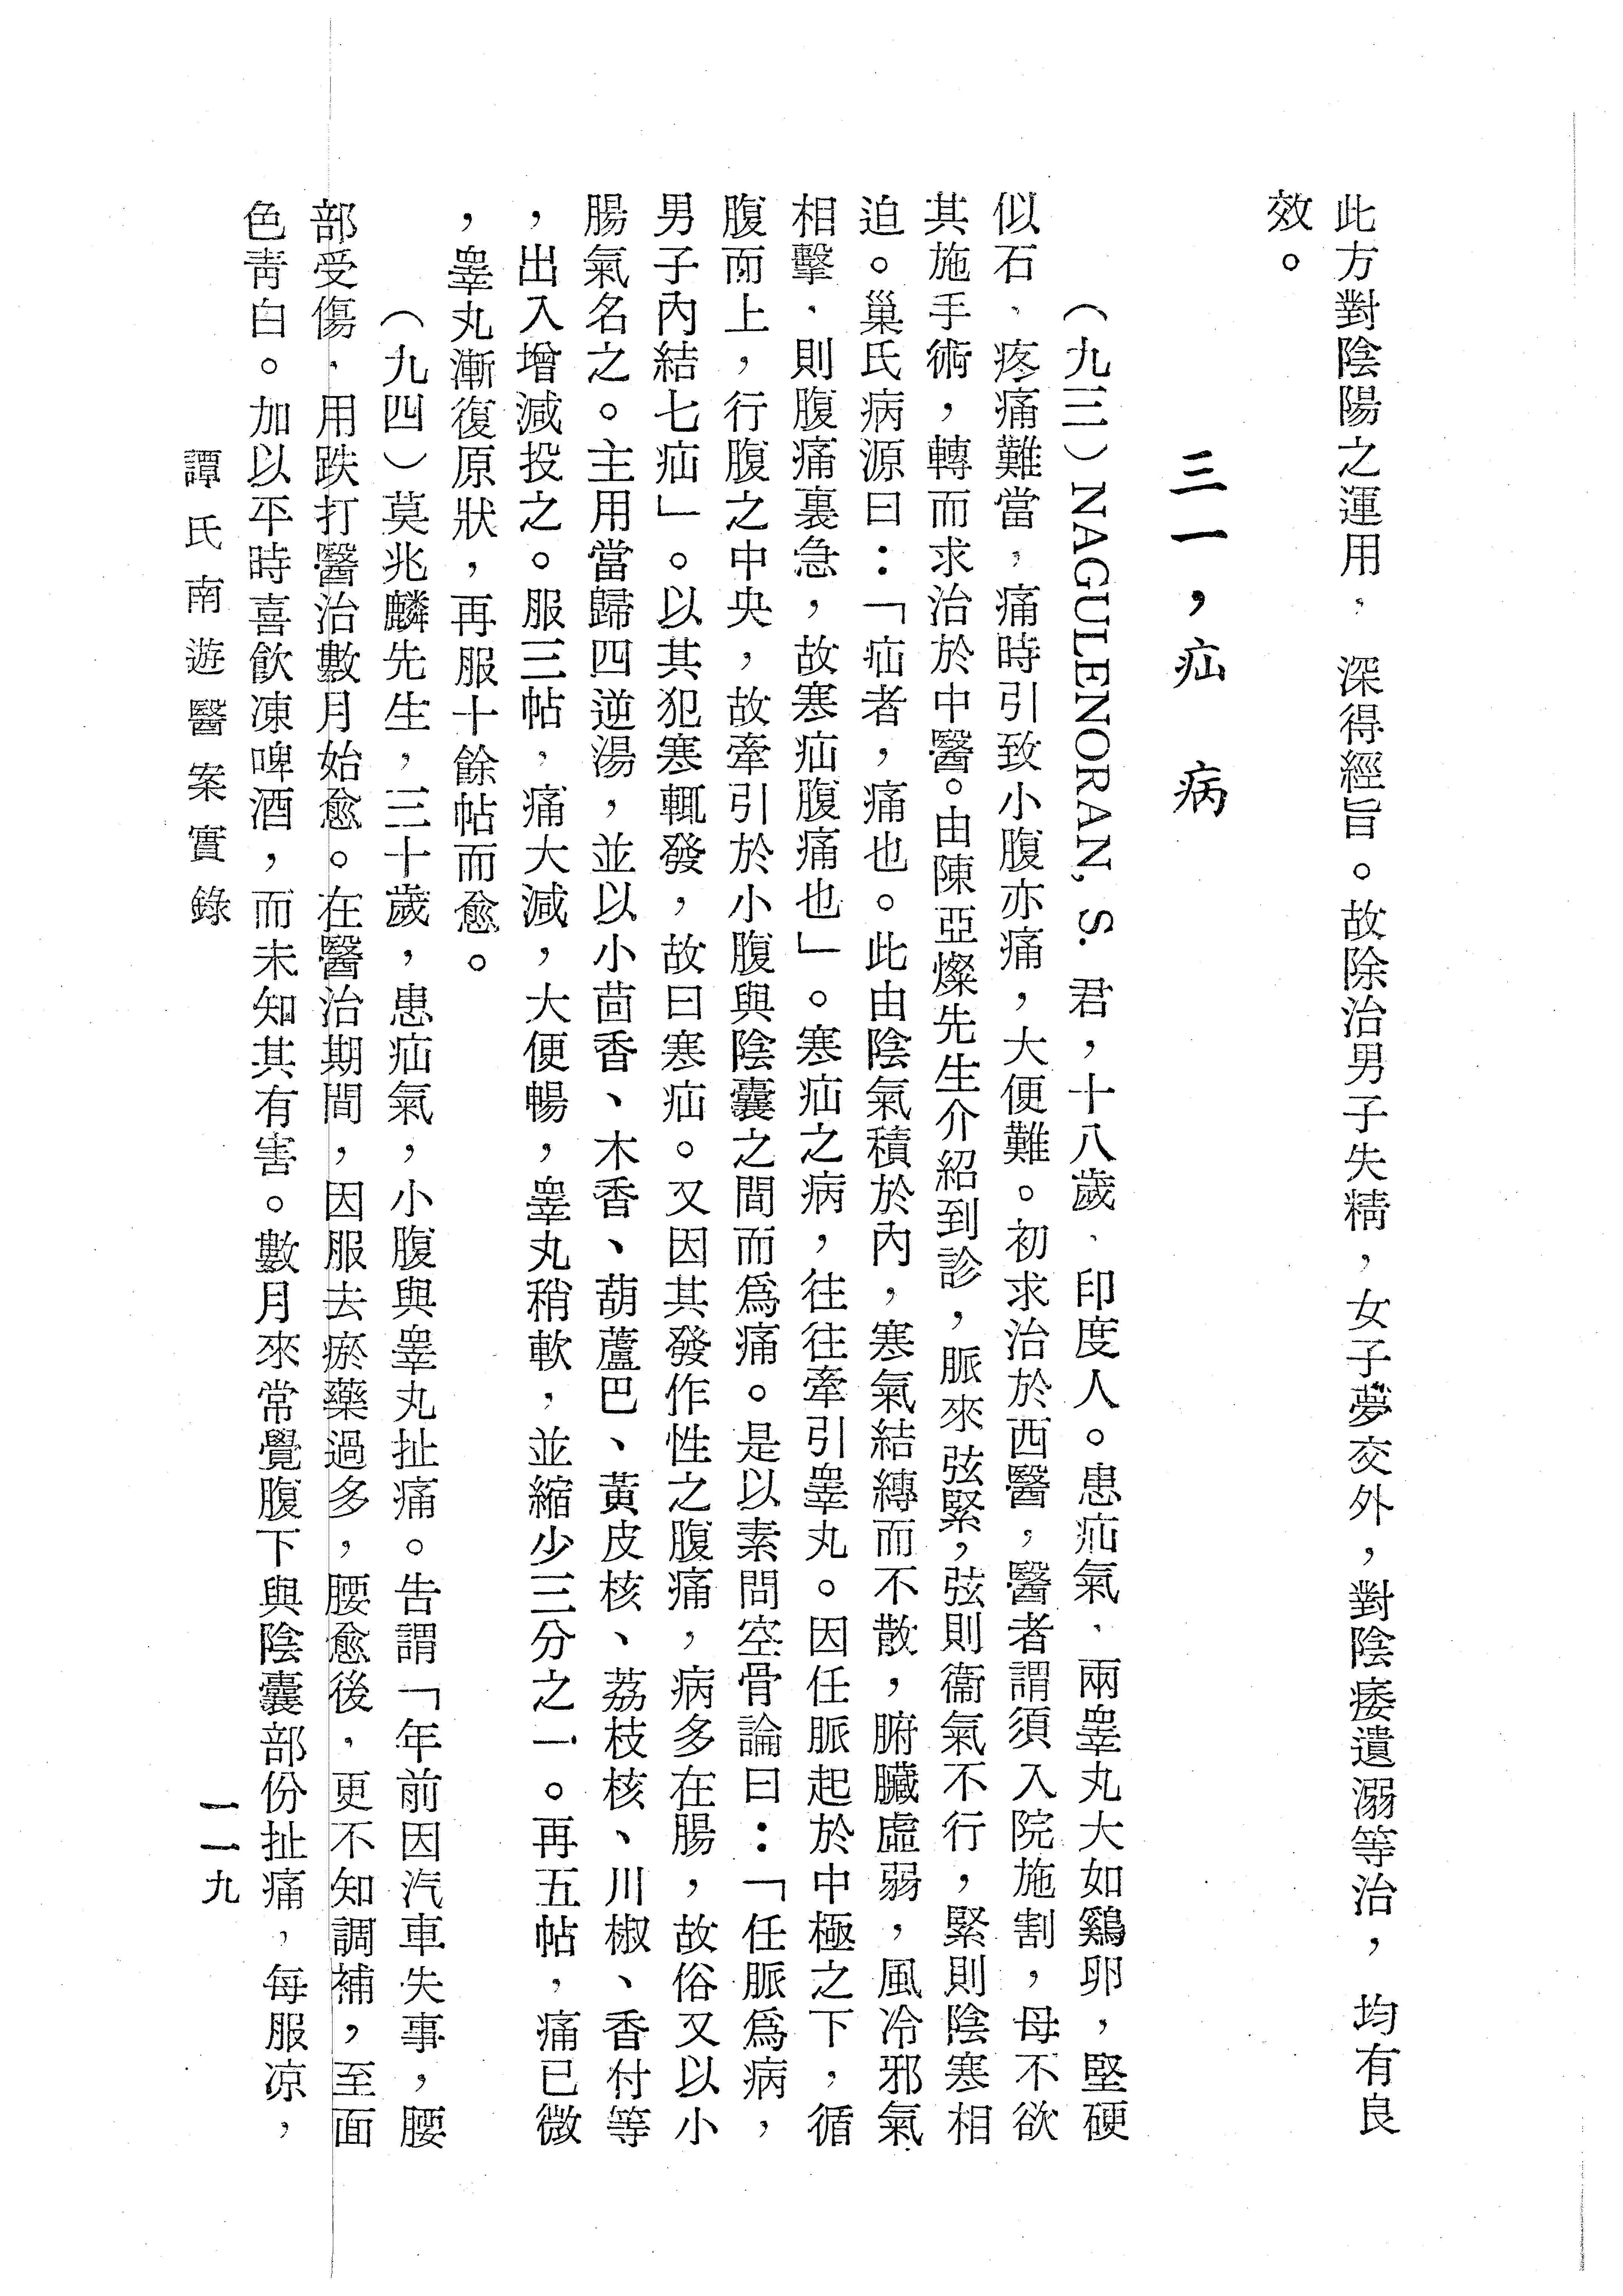 此方對陰陽之運用，深得經旨。故除治男子失精，女子夢交外，對陰痿遺溺等治，均有良
效。
三一，疝病
（九三）NAGULENORAN, S. 君，十八歲、印度人。患疝氣，兩睪丸大如鷄卵，堅硬
似石、疼痛難當，痛時引致小腹亦痛，大便難。初求治於西醫，醫者謂須入院施割，母不欲
其施手術，轉而求治於中醫。由陳亞燦先生介紹到診，脈來弦緊，弦則衞氣不行，緊則陰寒相
迫。巢氏病源曰：「疝者，痛也。此由陰氣積於內，寒氣結縳而不散，腑臟虛弱，風冷邪氣
相擊，則腹痛裏急，故寒疝腹痛也」。寒疝之病，往往牽引睪丸。因任脈起於中極之下，循
腹而上，行腹之中央，故牽引於小腹與陰囊之間而爲痛。是以素問空骨論曰：「任脈爲病，
男子內結七疝」。以其犯寒輒發，故曰寒疝。又因其發作性之腹痛，病多在腸，故俗又以小
腸氣名之。主用當歸四逆湯，並以小茴香、木香、葫蘆巴、黃皮核、荔枝核、川椒、香付等
，出入增減投之。服三帖，痛大減，大便暢，睪丸稍軟，並縮少三分之一。再五帖，痛已微
，睪丸漸復原狀，再服十餘帖而愈。
（九四）莫兆麟先生，三十歲，患疝氣，小腹與睪丸扯痛。告謂「年前因汽車失事，腰
部受傷，用跌打醫治數月始愈。在醫治期間，因服去瘀藥過多，腰愈後，更不知調補，至面
色靑白。加以平時喜飮凍啤酒，而未知其有害。數月來常覺腹下與陰囊部份扯痛，每服凉，
譚氏南遊醫案實錄
一一九